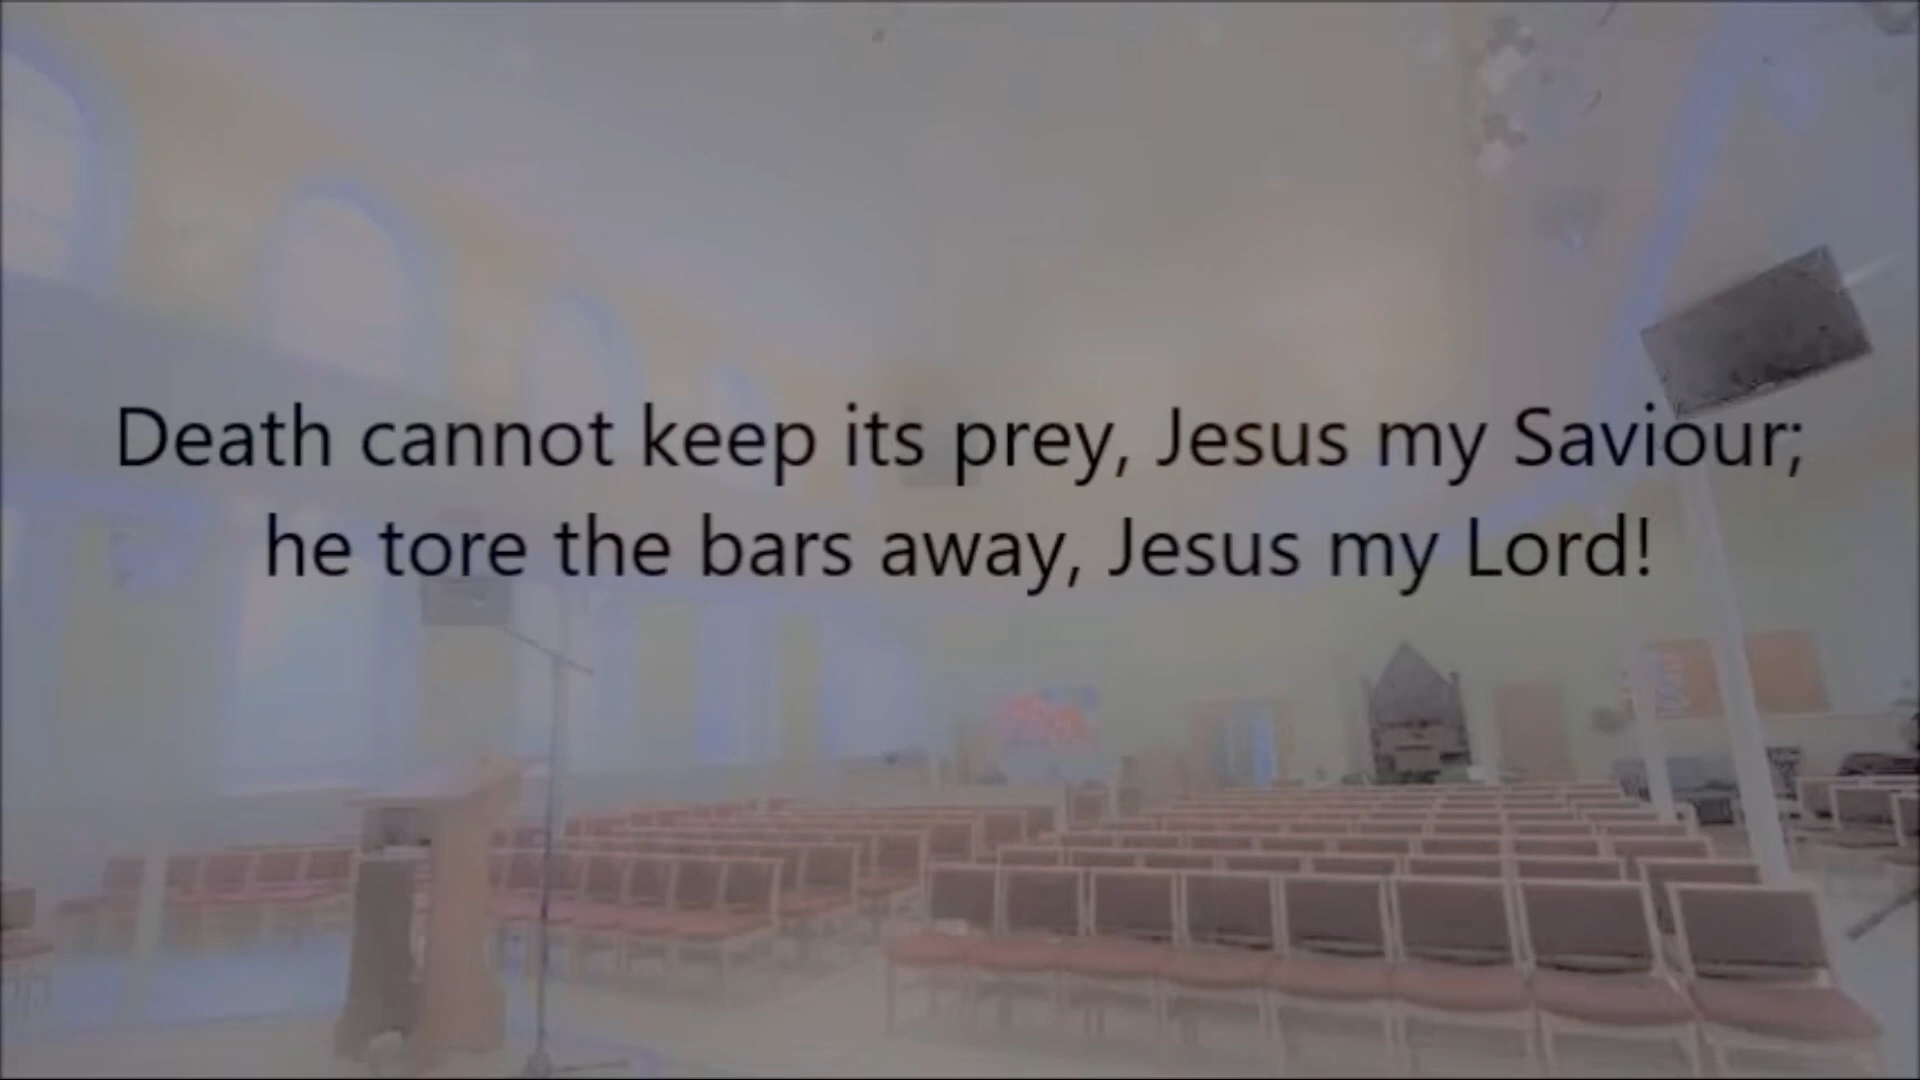 Death cannot keep its prey, Jesus my Saviour;
he tore the bars away, Jesus my Lord!